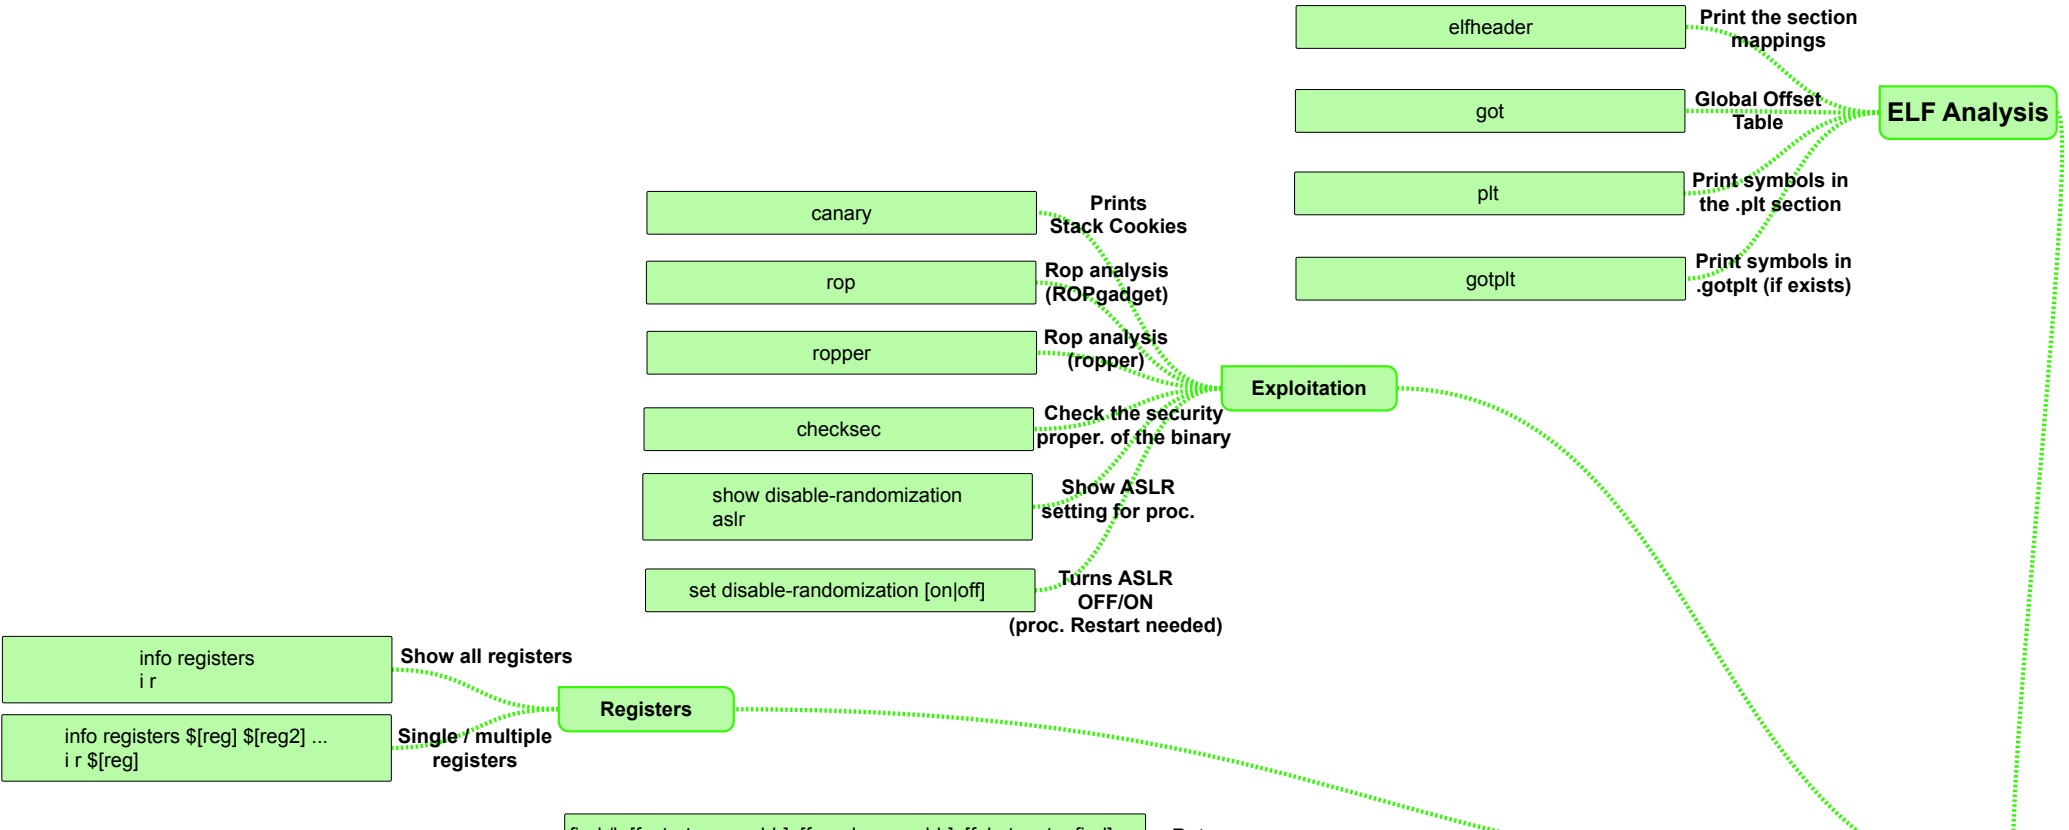 elfheader
Print the section
mappings
got
Global Offset
Table
ELF Analysis
plt
Print symbols in
the .plt section
gotplt
Print symbols in
.gotplt (if exists)
canary
Prints
Stack Cookies
rop
Rop analysis
(ROPgadget)
ropper
Rop analysis
(ropper)
Exploitation
checksec
Check the security
proper. of the binary
show disable-randomization
aslr
Show ASLR
setting for proc.
set disable-randomization [on|off]
Turns ASLR
OFF/ON
(proc. Restart needed)
info registers
i r
Show all registers
Registers
info registers $[reg] $[reg2] ...
i r $[reg]
Single / multiple
registers